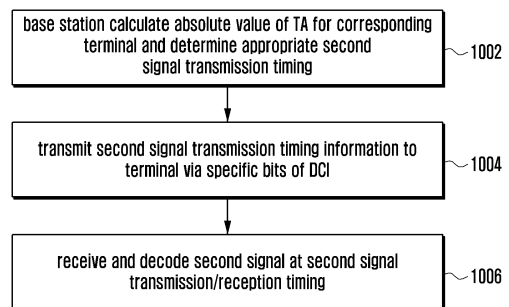 base station calculate absolute value of TA for corresponding
terminal and determine appropriate second
signal transmission timing
1002
transmit second signal transmission timing information to
terminal via specific bits of DCI
1004
receive and decode second signal at second signal
transmission/reception timing
1006